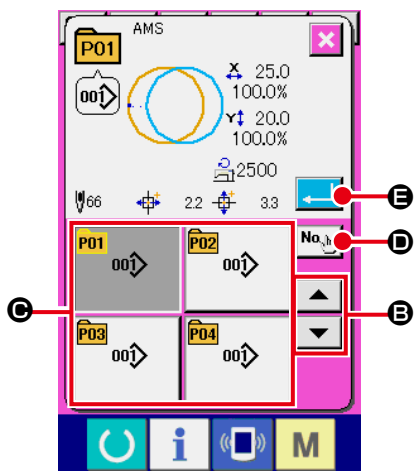 AMS
P01
001
X 25.0
100.0%
Y 20.0
100.0%
2500
66 2.2 3.3
E
No.
D
P01 P02
001 001
C
B
P03 P04
001 001
i M